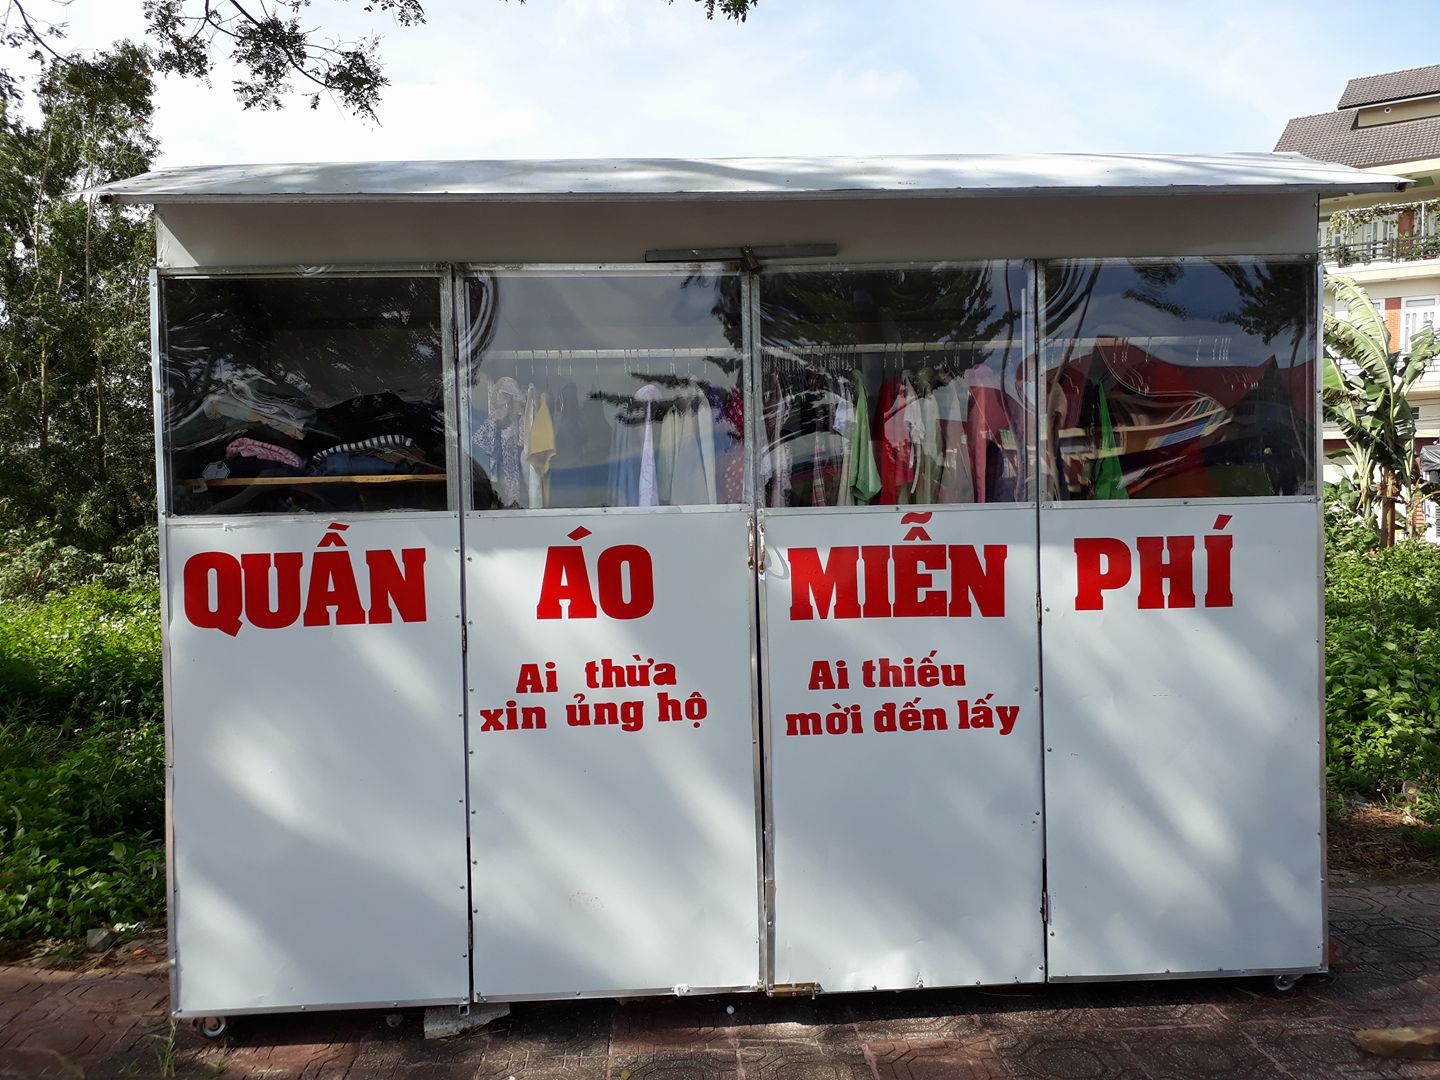 QUẦN ÁO MIỄN PHÍ
Ai thừa
xin ủng hộ
Ai thiếu
mời đến lấy